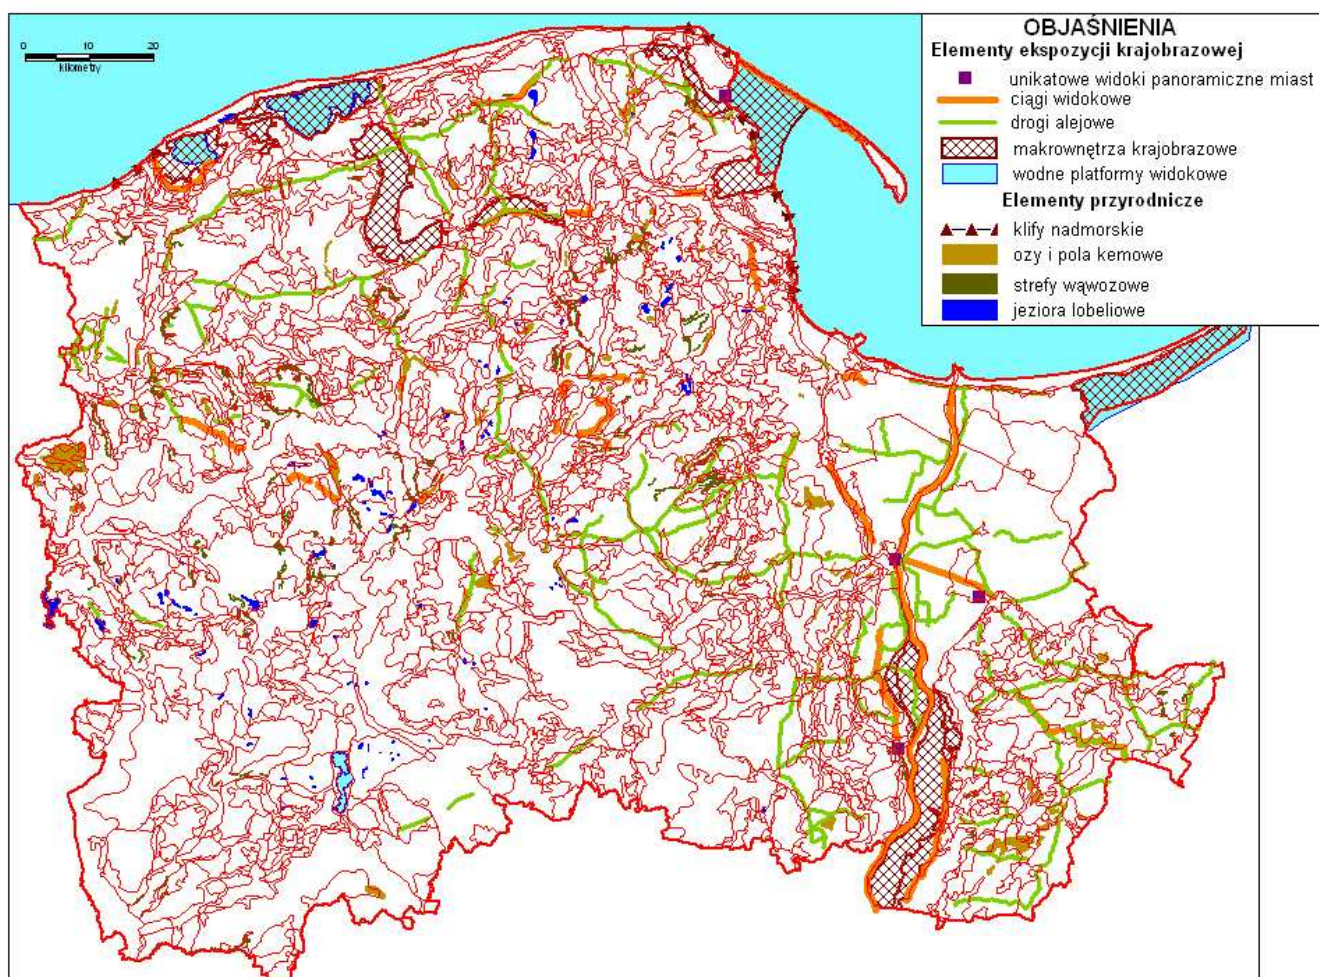 0 10 20
kilometry
OBJAŚNIENIA
Elementy ekspozycji krajobrazowej
unikatowe widoki panoramiczne miast
ciągi widokowe
drogi alejowe
makrownętrza krajobrazowe
wodne platformy widokowe
Elementy przyrodnicze
klify nadmorskie
ozy i pola kemowe
strefy wąwozowe
jeziora lobeliowe